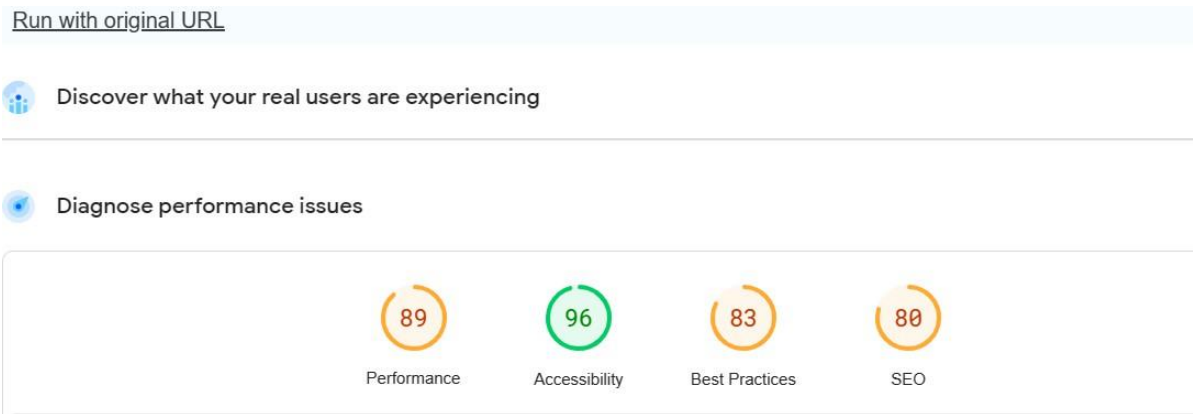 Run with original URL
Discover what your real users are experiencing
Diagnose performance issues
89 96 83 80
Performance Accessibility Best Practices SEO